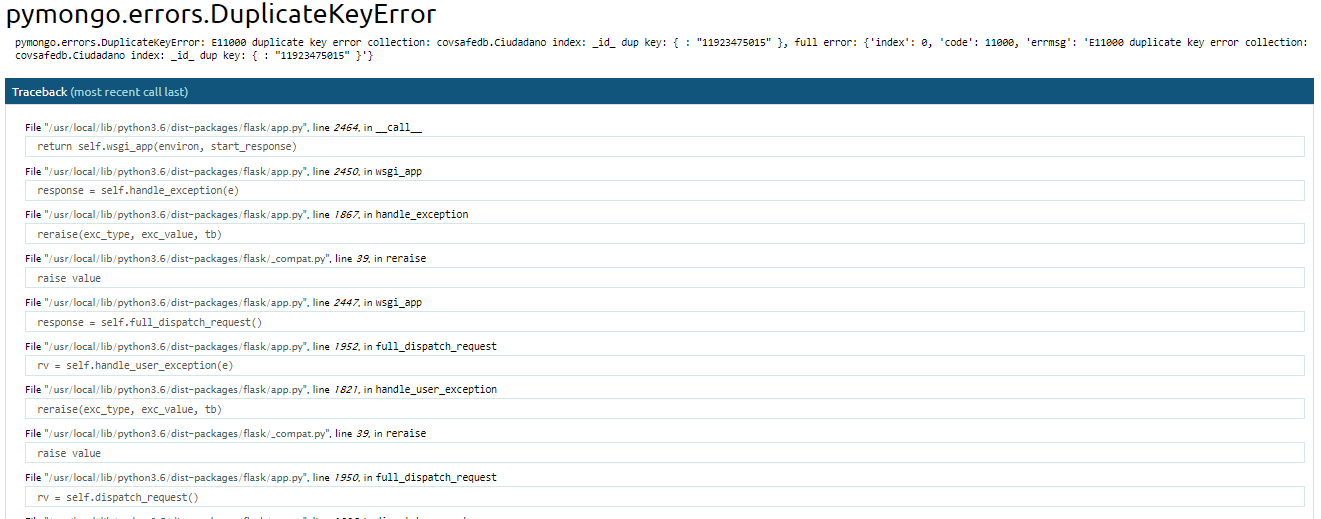 pymongo.errors.DuplicateKeyError
pymongo.errors.DuplicateKeyError: E11000 duplicate key error collection: covsafedb.Ciudadano index: _id_ dup key: { : "11923475015" }, full error: {'index': 0, 'code': 11000, 'errmsg': 'E11000 duplicate key error collection:
covsafedb.Ciudadano index: _id_ dup key: { : "11923475015" }'}
Traceback (most recent call last)
File "/usr/local/lib/python3.6/dist-packages/flask/app.py", line 2464, in __call__
return self.wsgi_app(environ, start_response)
File "/usr/local/lib/python3.6/dist-packages/flask/app.py", line 2450, in wsgi_app
response = self.handle_exception(e)
File "/usr/local/lib/python3.6/dist-packages/flask/app.py", line 1867, in handle_exception
reraise(exc_type, exc_value, tb)
File "/usr/local/lib/python3.6/dist-packages/flask/_compat.py", line 39, in reraise
raise value
File "/usr/local/lib/python3.6/dist-packages/flask/app.py", line 2447, in wsgi_app
response = self.full_dispatch_request()
File "/usr/local/lib/python3.6/dist-packages/flask/app.py", line 1952, in full_dispatch_request
rv = self.handle_user_exception(e)
File "/usr/local/lib/python3.6/dist-packages/flask/app.py", line 1821, in handle_user_exception
reraise(exc_type, exc_value, tb)
File "/usr/local/lib/python3.6/dist-packages/flask/_compat.py", line 39, in reraise
raise value
File "/usr/local/lib/python3.6/dist-packages/flask/app.py", line 1950, in full_dispatch_request
rv = self.dispatch_request()